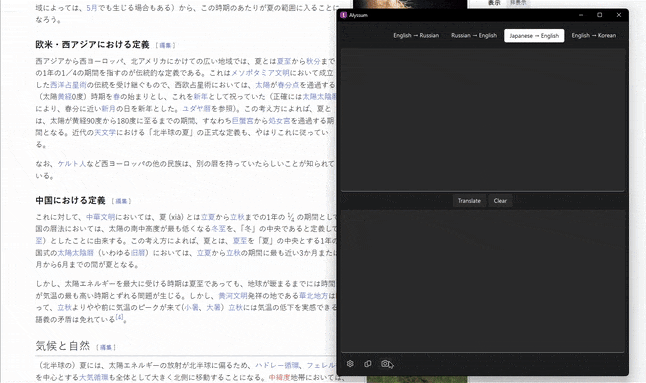 域によっては、5月でも生じる場合もある）から、この時期のあたりが夏の範囲に入ることに
なろう。
欧米・西アジアにおける定義 [ 編集 ]
西アジアから西ヨーロッパ、北アメリカにかけての広い地域では、夏とは夏至から秋分まで
の1年の1／4の期間を指すのが伝統的な定義である。これはメソポタミア文明において成立
した西洋占星術の伝統を受け継ぐもので、西欧占星術においては、太陽が春分点を通過する
（太陽黄経0度）時期を春の始まりとし、これを新年として祝っていた（正確には太陽太陰暦
により、春分に近い新月の日を新年とした。ユダヤ暦を参照）。この考え方によれば、夏と
は、太陽が黄経90度から180度に至るまでの期間、すなわち巨蟹宮から処女宮を通過する期
間となる。近代の天文学における「北半球の夏」の正式な定義も、やはりこれに従ってい
る。
なお、ケルト人など西ヨーロッパの他の民族は、別の暦を持っていたらしいことが知られて
いる。
中国における定義 [ 編集 ]
これに対して、中華文明においては、夏 (xià) とは立夏から立秋までの1年の 1/4 の期間として
国の暦法においては、太陽の南中高度が最も低くなる冬至を、「冬」の中央であると定義して
至）としたことに由来する。この考え方によれば、夏とは、夏至を「夏」の中央とする1年の
国式の太陽太陰暦（いわゆる旧暦）においては、立夏から立秋の期間に最も近い3か月または
月から6月までの間が夏となる。
しかし、太陽エネルギーを最大に受ける時期は夏至であっても、地球が暖まるまでには時間
が気温の最も高い時期とずれる問題が生じる。しかし、黄河文明発祥の地である華北地方は
って、立秋よりやや前に気温のピークが来て(小暑、大暑) 立秋には気温の低下を実感できる
語義の矛盾は免れている[4]。
気候と自然 [ 編集 ]
（北半球の）夏には、太陽エネルギーの放射が北半球に偏るため、ハドレー循環、フェレル
を中心とする大気循環も全体として大きく北側に移動することになる。中緯度地帯においては、
表示 非表示
Alyssum
English → Russian
Russian → English
Japanese → English
English → Korean
Translate
Clear